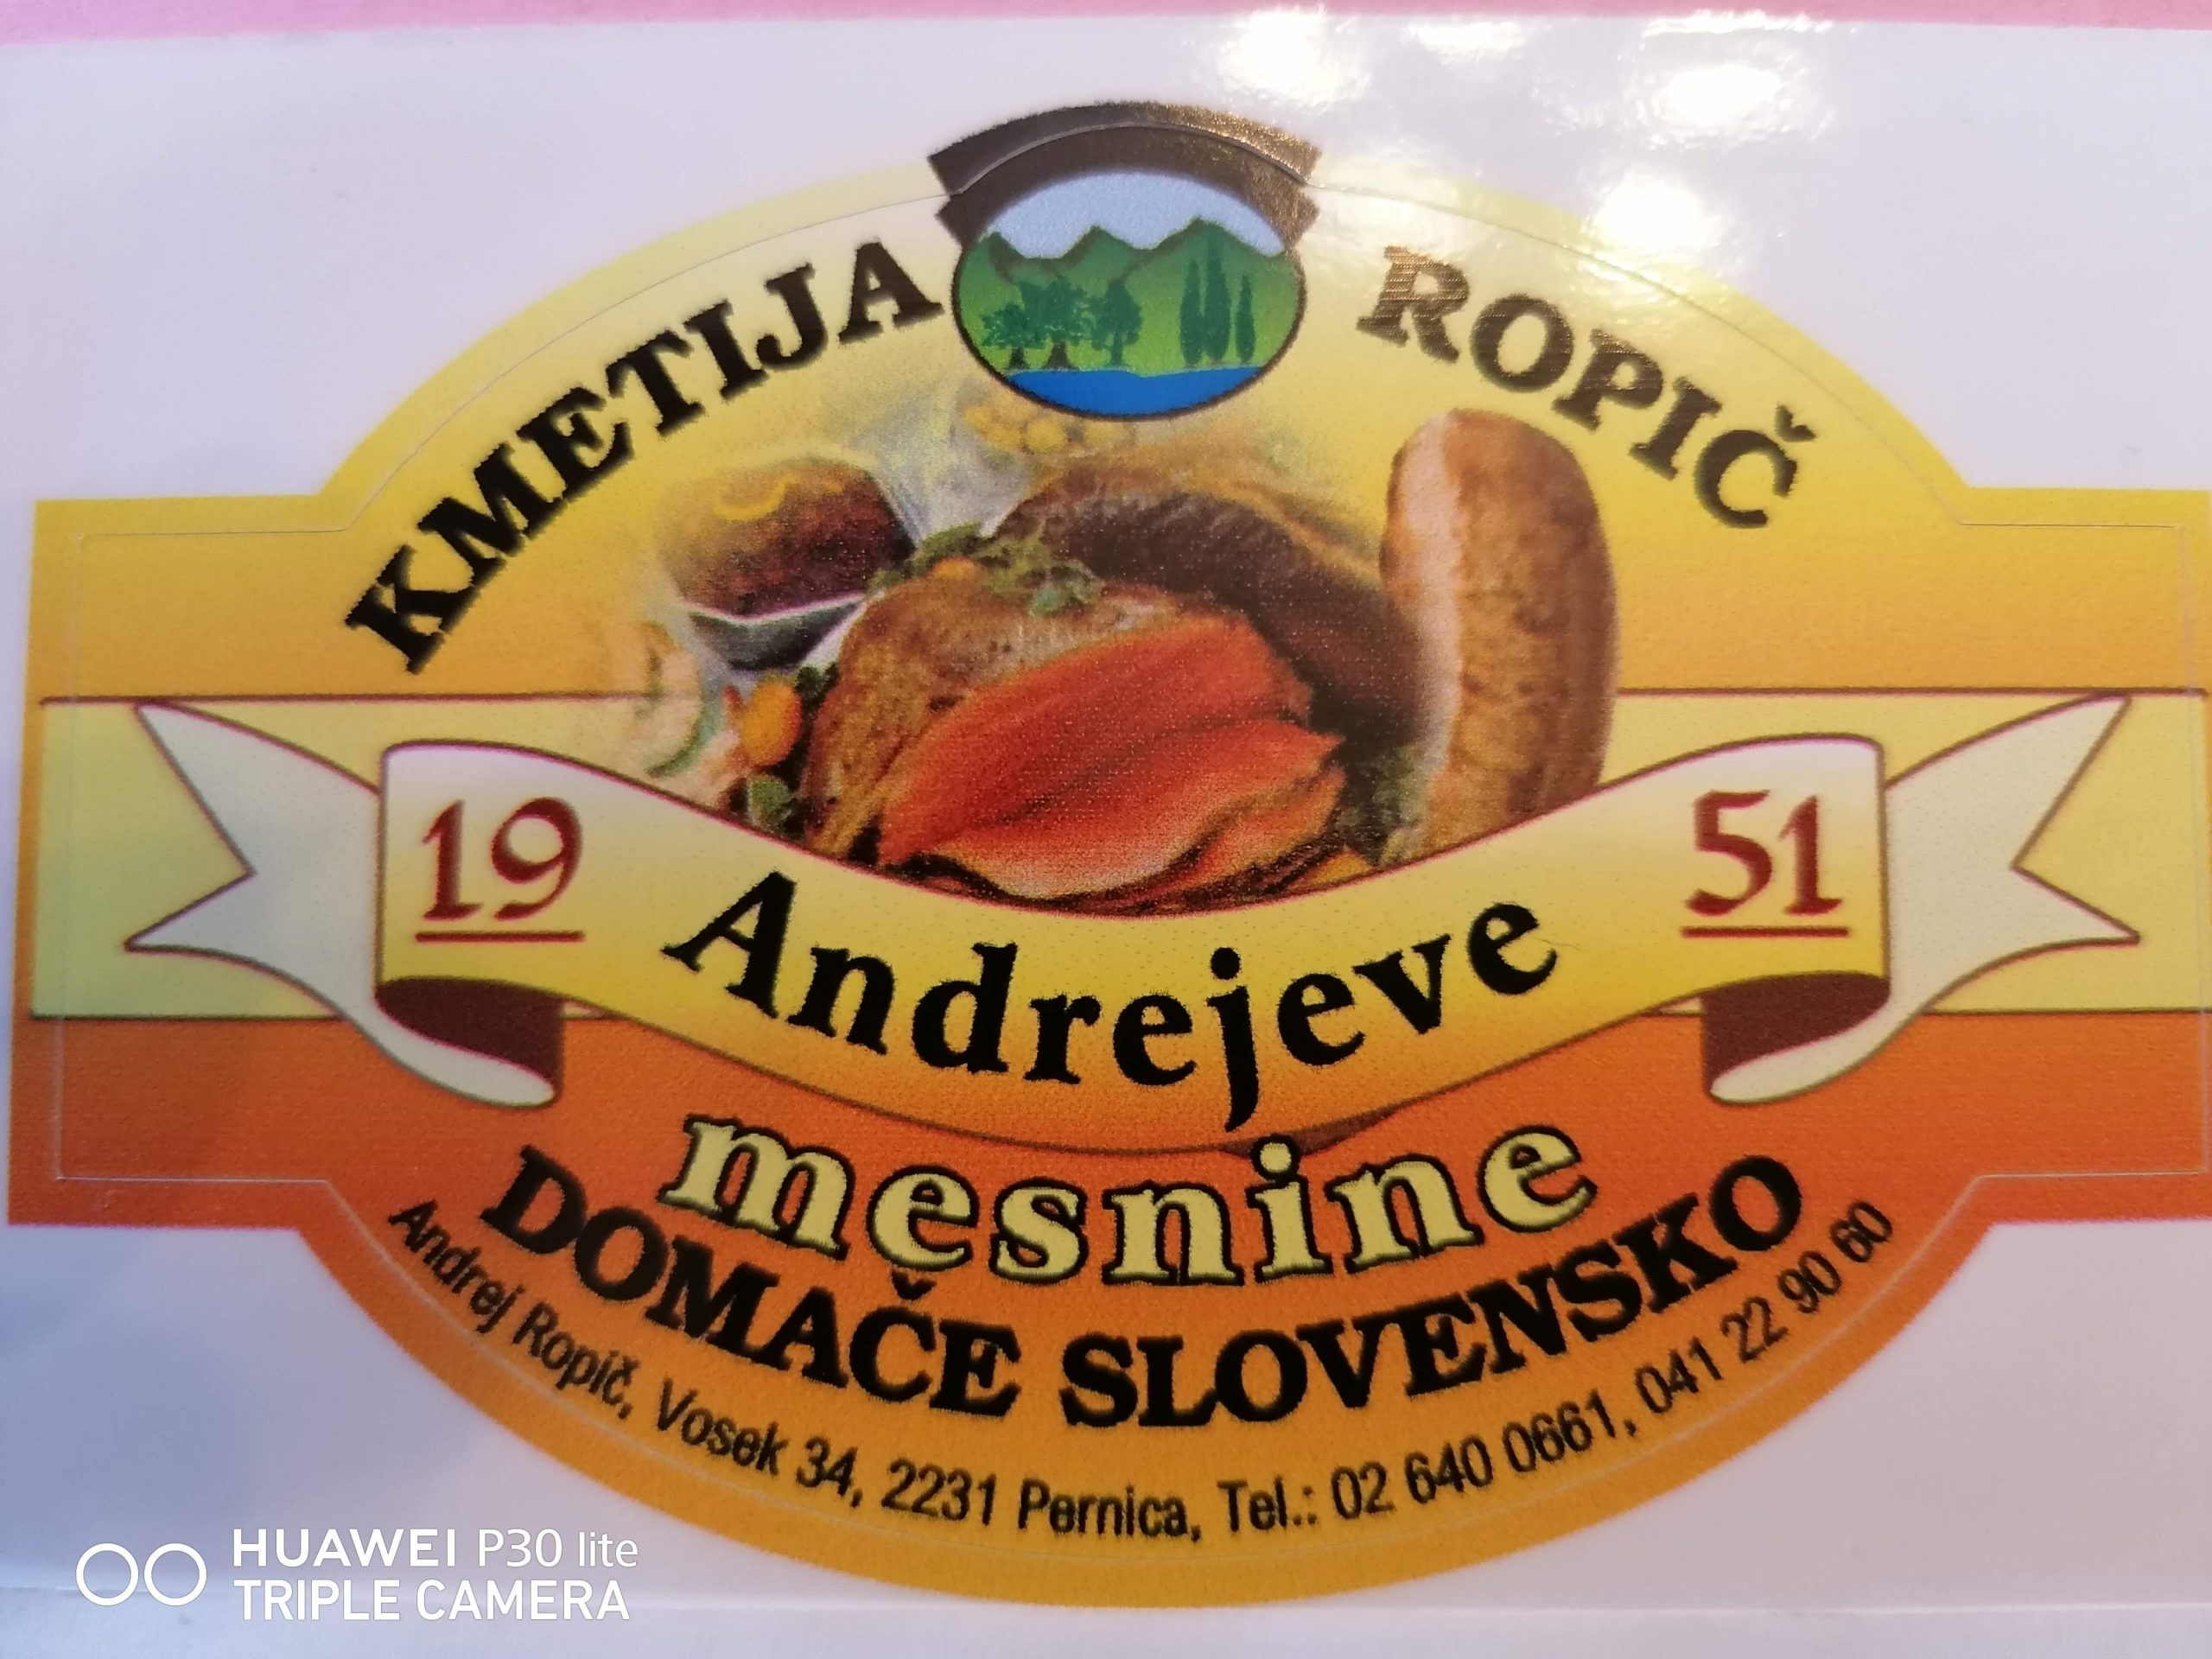 KMETIJA ROPIČ
19 51
Andrejeve
mesnine
DOMAČE SLOVENSKO
Andrej Ropič, Vosek 34, 2231 Pernica, Tel.: 02 640 0661, 041 22 90 60
HUAWEI P30 lite
TRIPLE CAMERA